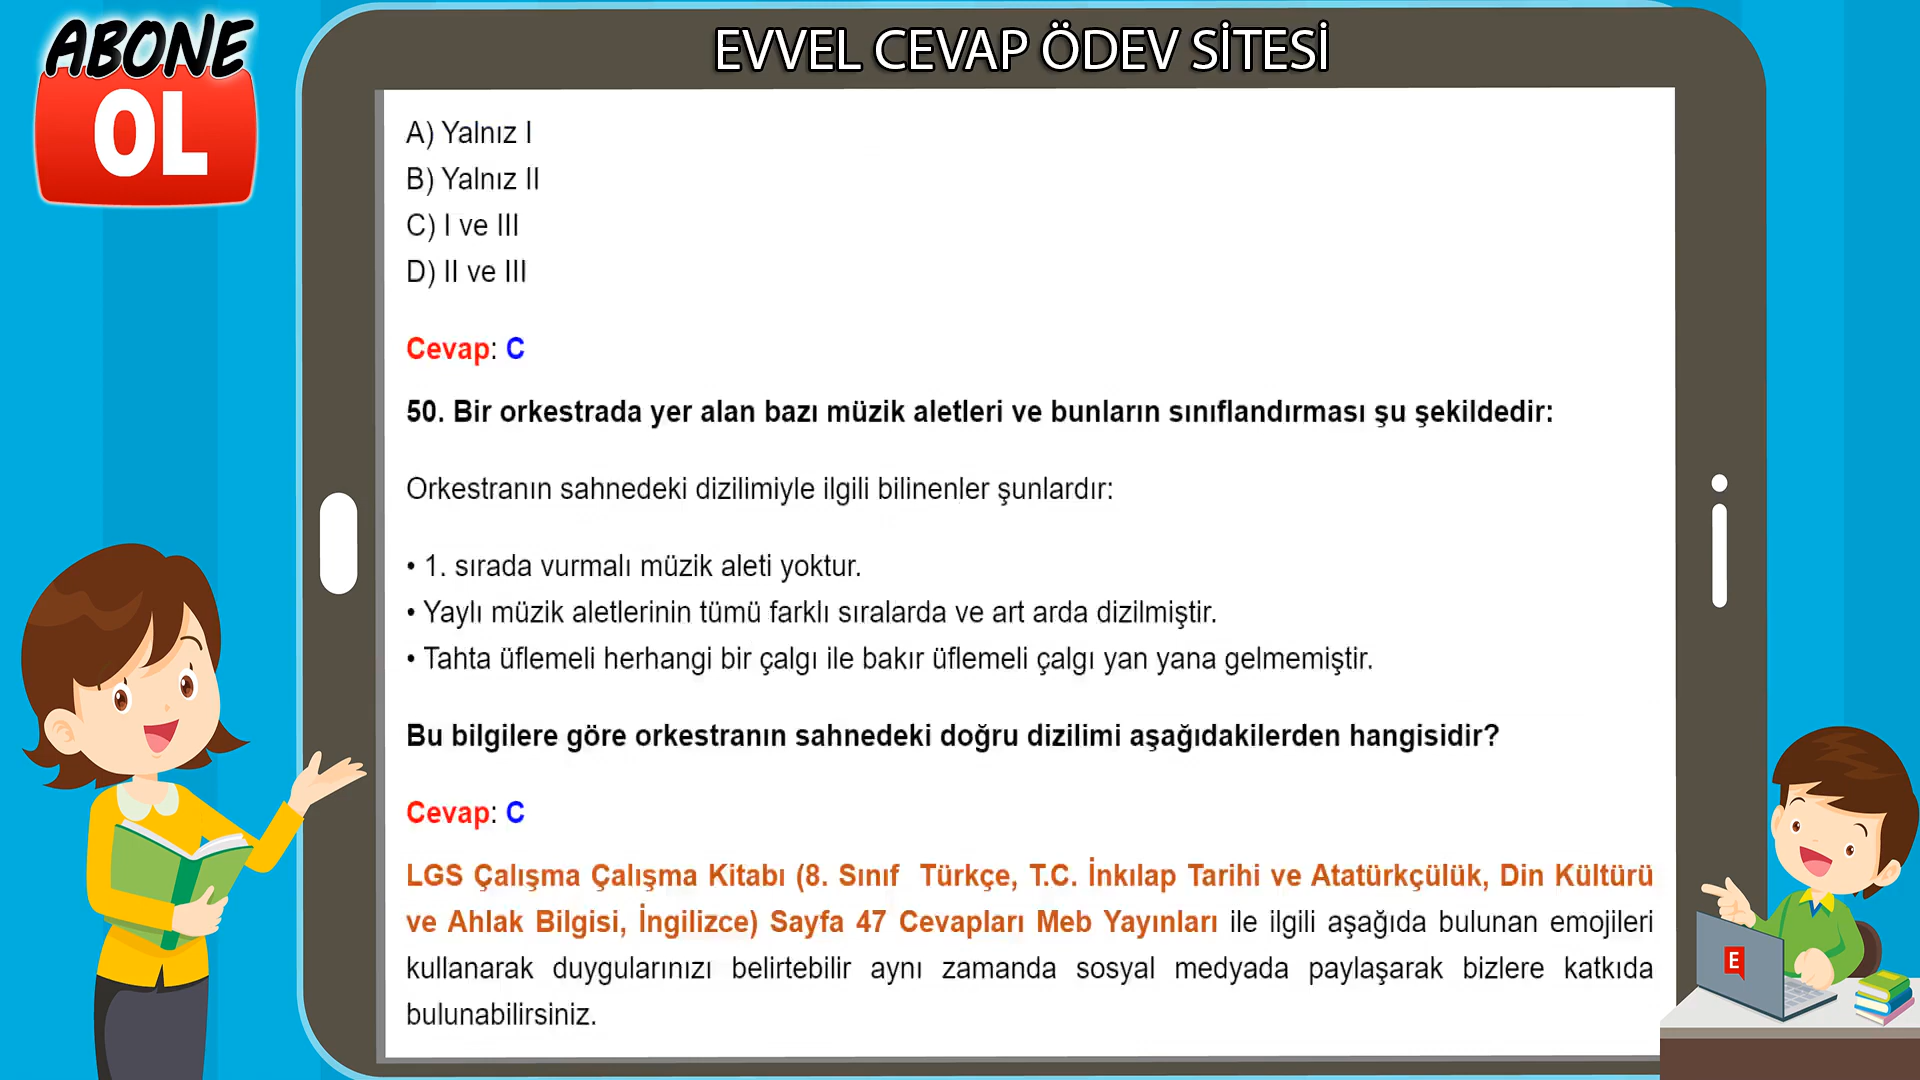 ABONE
OL
EVVEL CEVAP ÖDEV SİTESİ
A) Yalnız I
B) Yalnız II
C) I ve III
D) II ve III
Cevap: C
50. Bir orkestrada yer alan bazı müzik aletleri ve bunların sınıflandırması şu şekildedir:
Orkestranın sahnedeki dizilimiyle ilgili bilinenler şunlardır:
• 1. sırada vurmalı müzik aleti yoktur.
• Yaylı müzik aletlerinin tümü farklı sıralarda ve art arda dizilmiştir.
• Tahta üflemeli herhangi bir çalgı ile bakır üflemeli çalgı yan yana gelmemiştir.
Bu bilgilere göre orkestranın sahnedeki doğru dizilimi aşağıdakilerden hangisidir?
Cevap: C
LGS Çalışma Çalışma Kitabı (8. Sınıf Türkçe, T.C. İnkılap Tarihi ve Atatürkçülük, Din Kültürü
ve Ahlak Bilgisi, İngilizce) Sayfa 47 Cevapları Meb Yayınları ile ilgili aşağıda bulunan emojileri
kullanarak duygularınızı belirtebilir aynı zamanda sosyal medyada paylaşarak bizlere katkıda
bulunabilirsiniz.
E